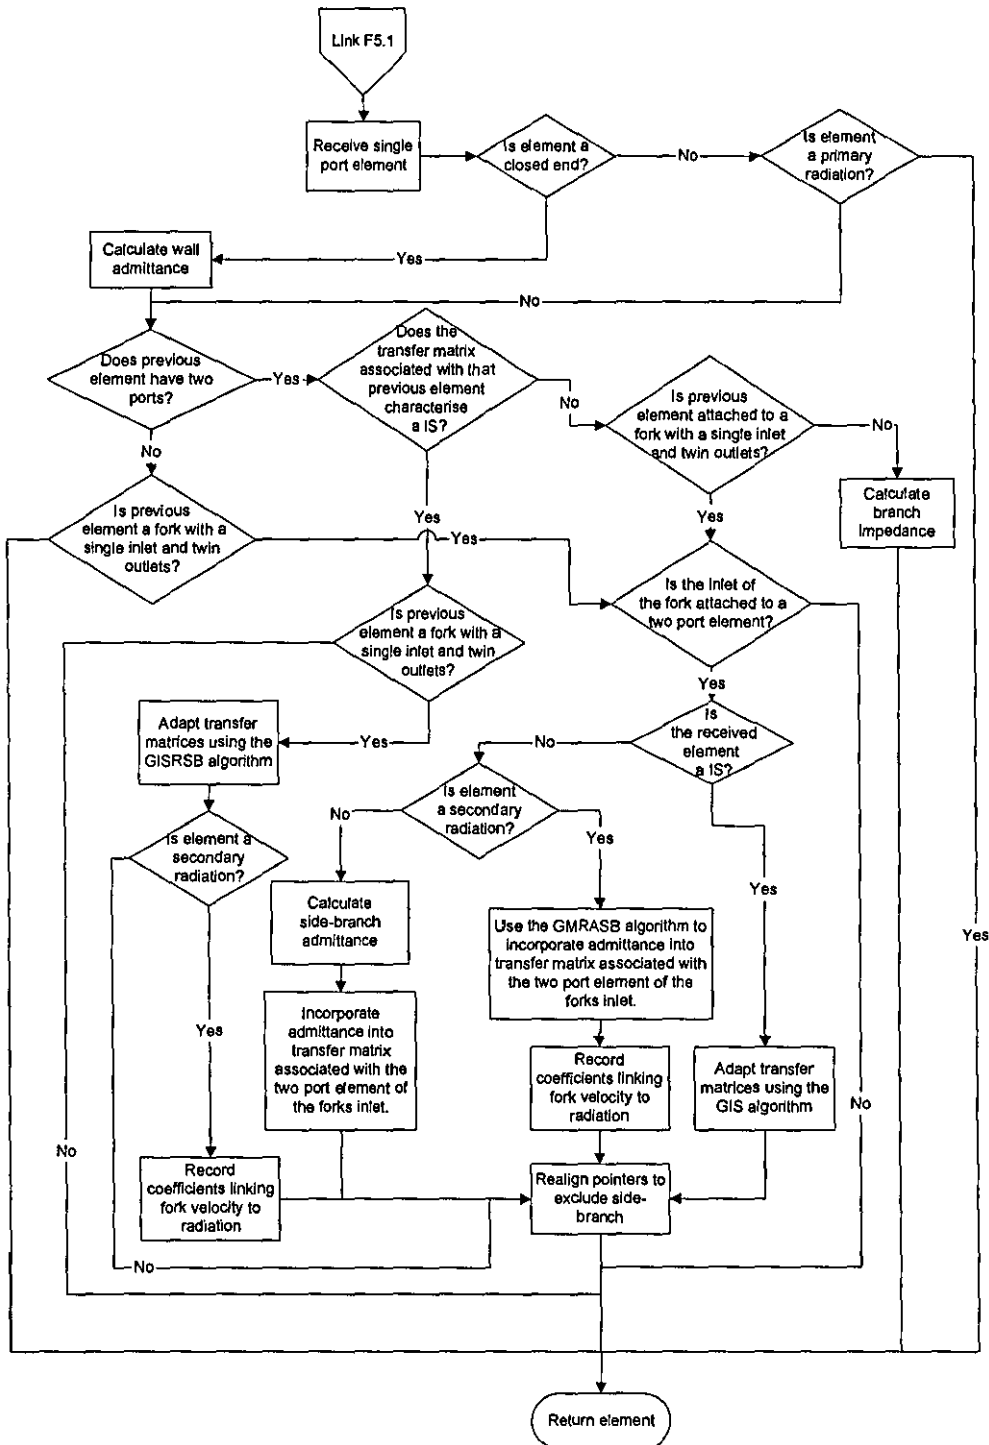 Link F5.1
Receive single
port element
Is element a
closed end?
No
Is element
a primary
radiation?
Calculate wall
admittance
Yes
No
Does previous
element have two
ports?
Yes
Does the
transfer matrix
associated with that
previous element
characterise
a IS?
No
Is previous
element attached to a
fork with a single inlet
and twin outlets?
No
Calculate
branch
Impedance
No
Is previous
element a fork with a
single inlet and twin
outlets?
Yes
Yes
Yes
Is the inlet of
the fork attached to a
two port element?
Is previous
element a fork with a
single inlet and twin
outlets?
Yes
Adapt transfer
matrices using the
GISRSB algorithm
Yes
No
Is
the received
element
a IS?
Is element
a secondary
radiation?
No
Yes
Is element a
secondary
radiation?
Yes
Calculate
side-branch
admittance
Use the GMRASB algorithm to
incorporate admittance into
transfer matrix associated with
the two port element of the
forks inlet.
Yes
Yes
Incorporate
admittance into
transfer matrix
associated with the
two port element of
the forks inlet.
Record
coefficients linking
fork velocity to
radiation
Adapt transfer
matrices using the
GIS algorithm
No
No
Record
coefficients linking
fork velocity to
radiation
Realign pointers to
exclude side-
branch
No
Return element